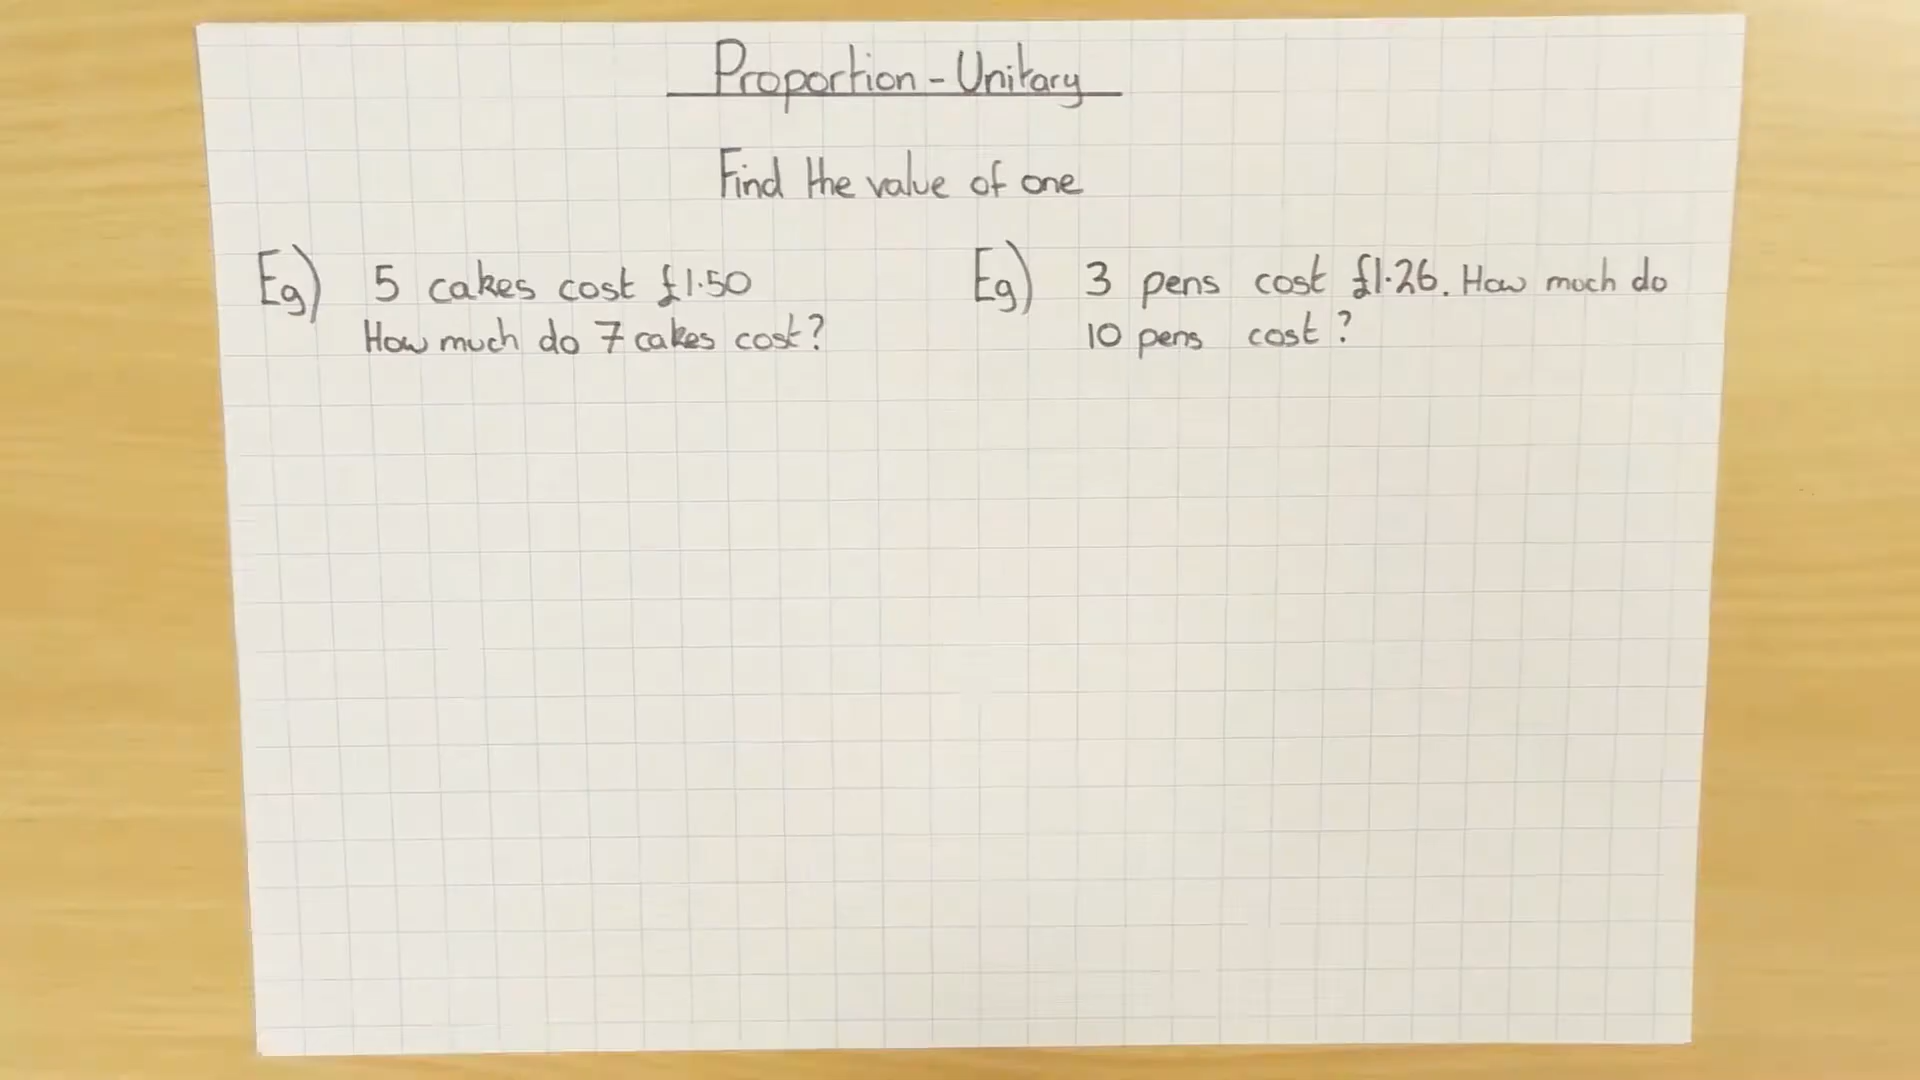 Proportion - Unitary
Find the value of one
Eg) 5 cakes cost £1·50
How much do 7 cakes cost?
Eg) 3 pens cost £1·26. How much do
10 pens cost?